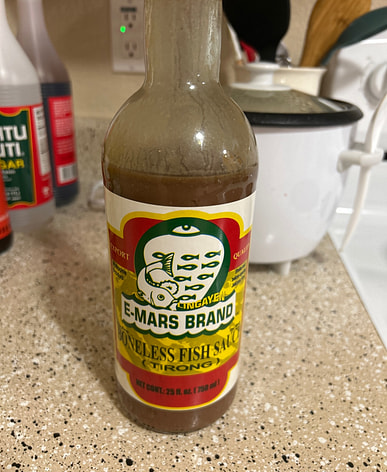 EXPORT
QUALITY
LINGAYEN
E-MARS BRAND
BONELESS FISH SAUCE
( TIRONG )
NET CONT. 25 fl. oz. ( 750 ml )